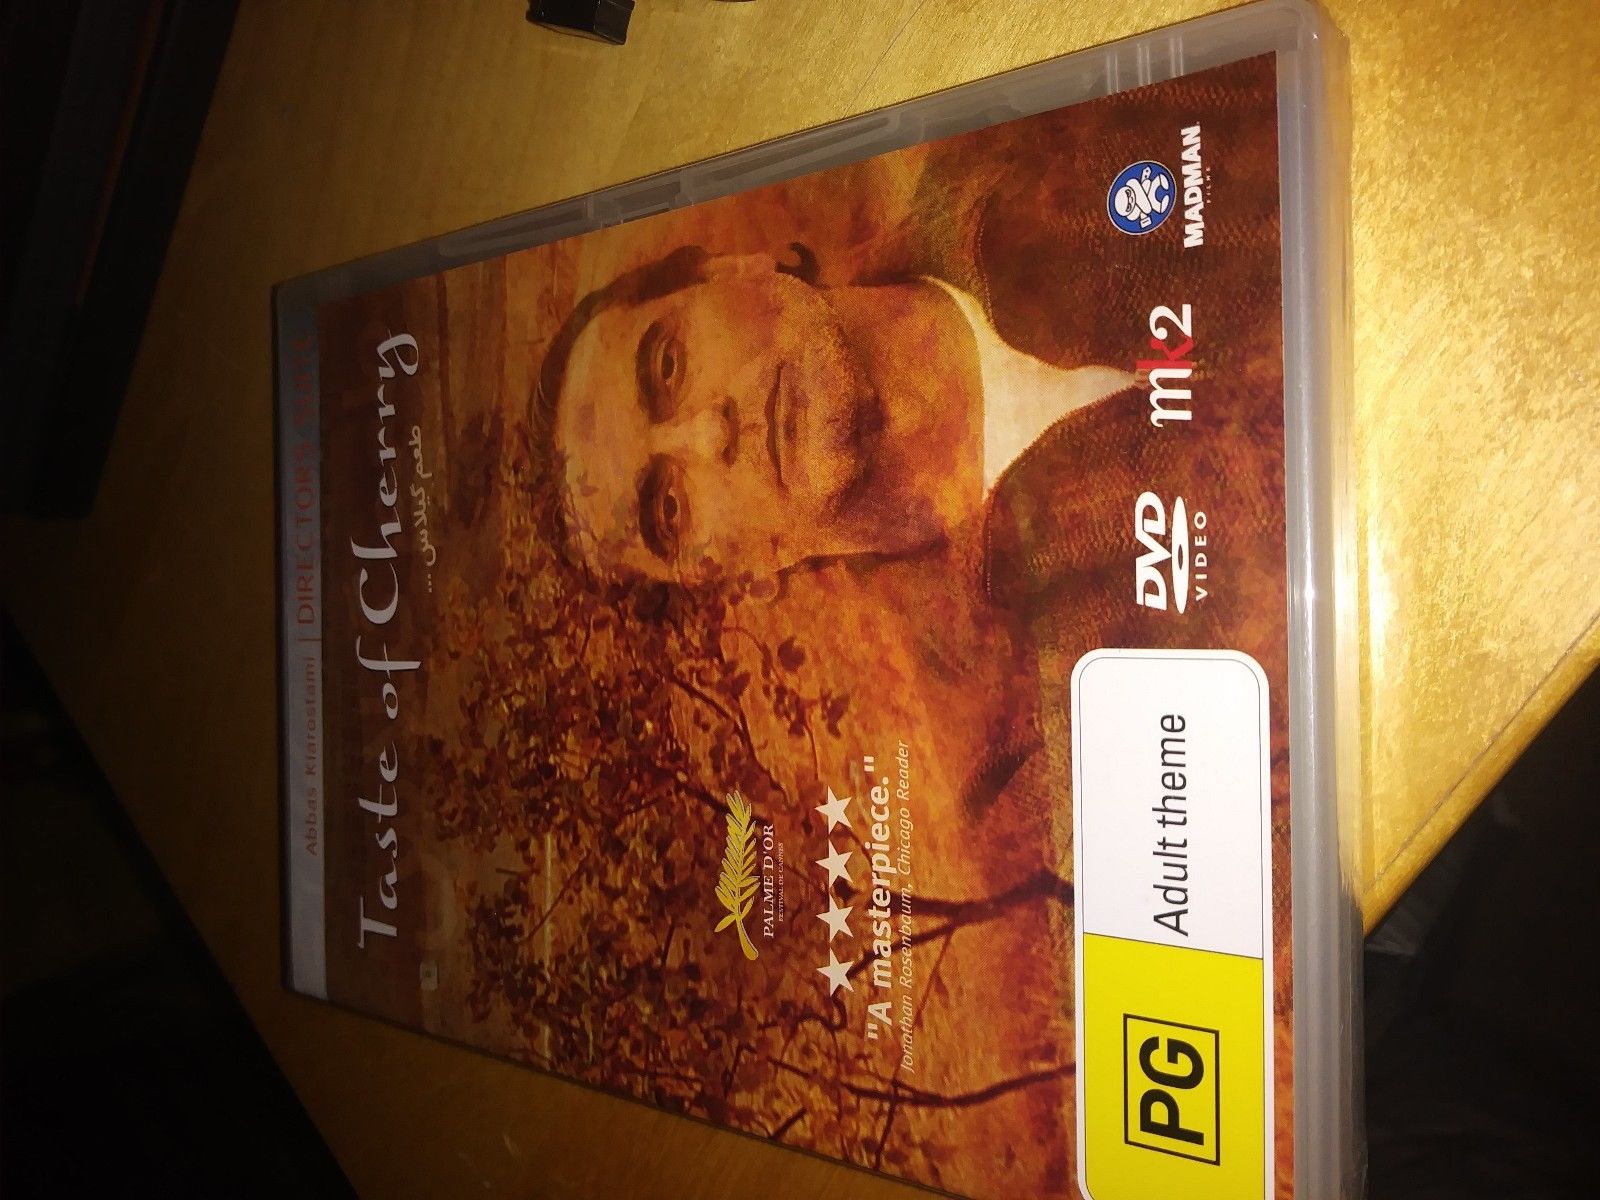 Abbas Kiarostami | DIRECTORS SUITE
Taste of Cherry
طعم گیلاس...
PALME D'OR
FESTIVAL DE CANNES
"A masterpiece."
Jonathan Rosenbaum, Chicago Reader
PG Adult theme
DVD
VIDEO
mk2
MADMAN
FILMS